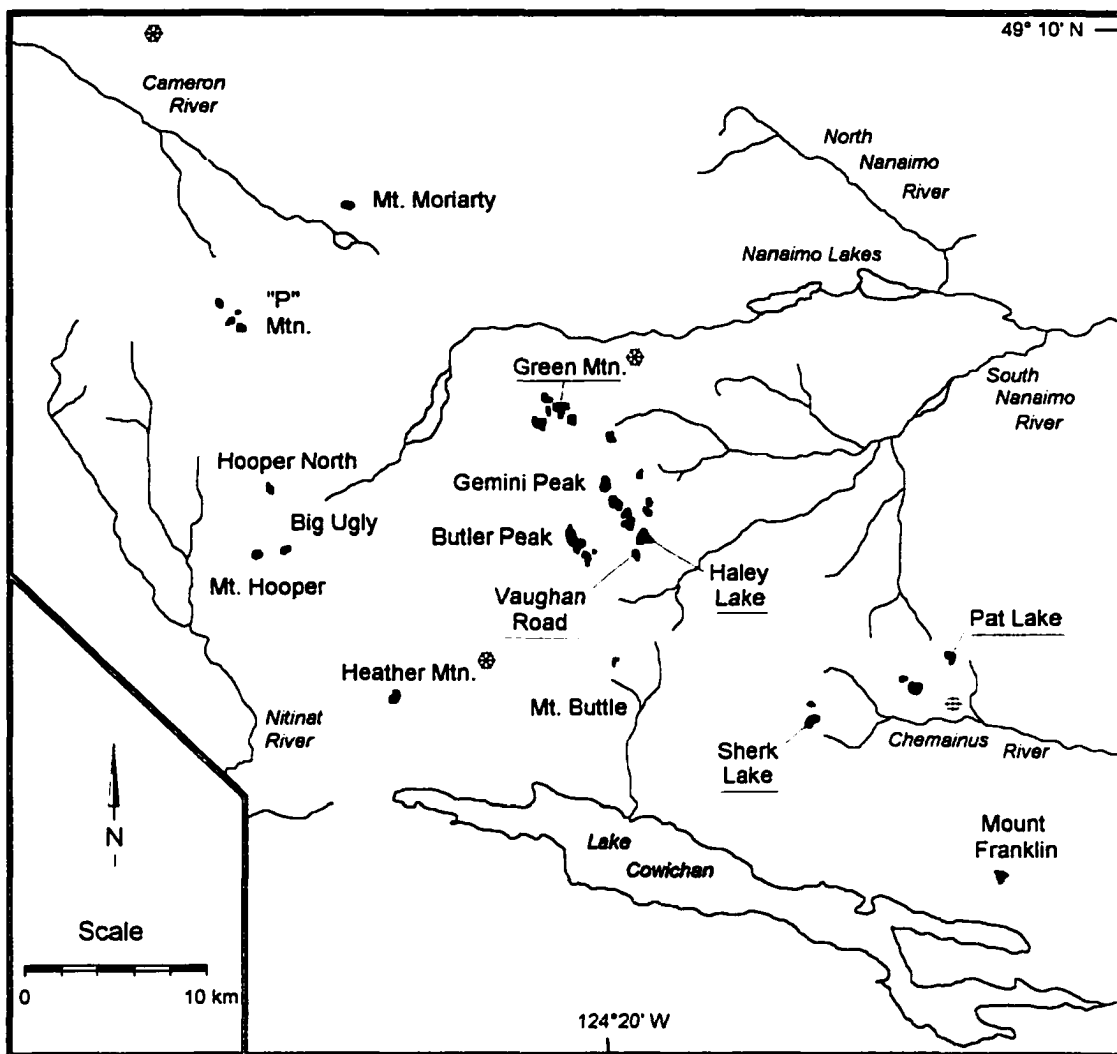 49° 10' N
Cameron
River
North
Nanaimo
River
Mt. Moriarty
Nanaimo Lakes
"P"
Mtn.
Green Mtn.
South
Nanaimo
River
Hooper North
Gemini Peak
Big Ugly
Butler Peak
Mt. Hooper
Haley
Lake
Vaughan
Road
Pat Lake
Heather Mtn.
Nitinat
River
Mt. Buttle
Chemainus
River
Sherk
Lake
N
Mount
Franklin
Lake
Cowichan
Scale
0 10 km
124°20' W